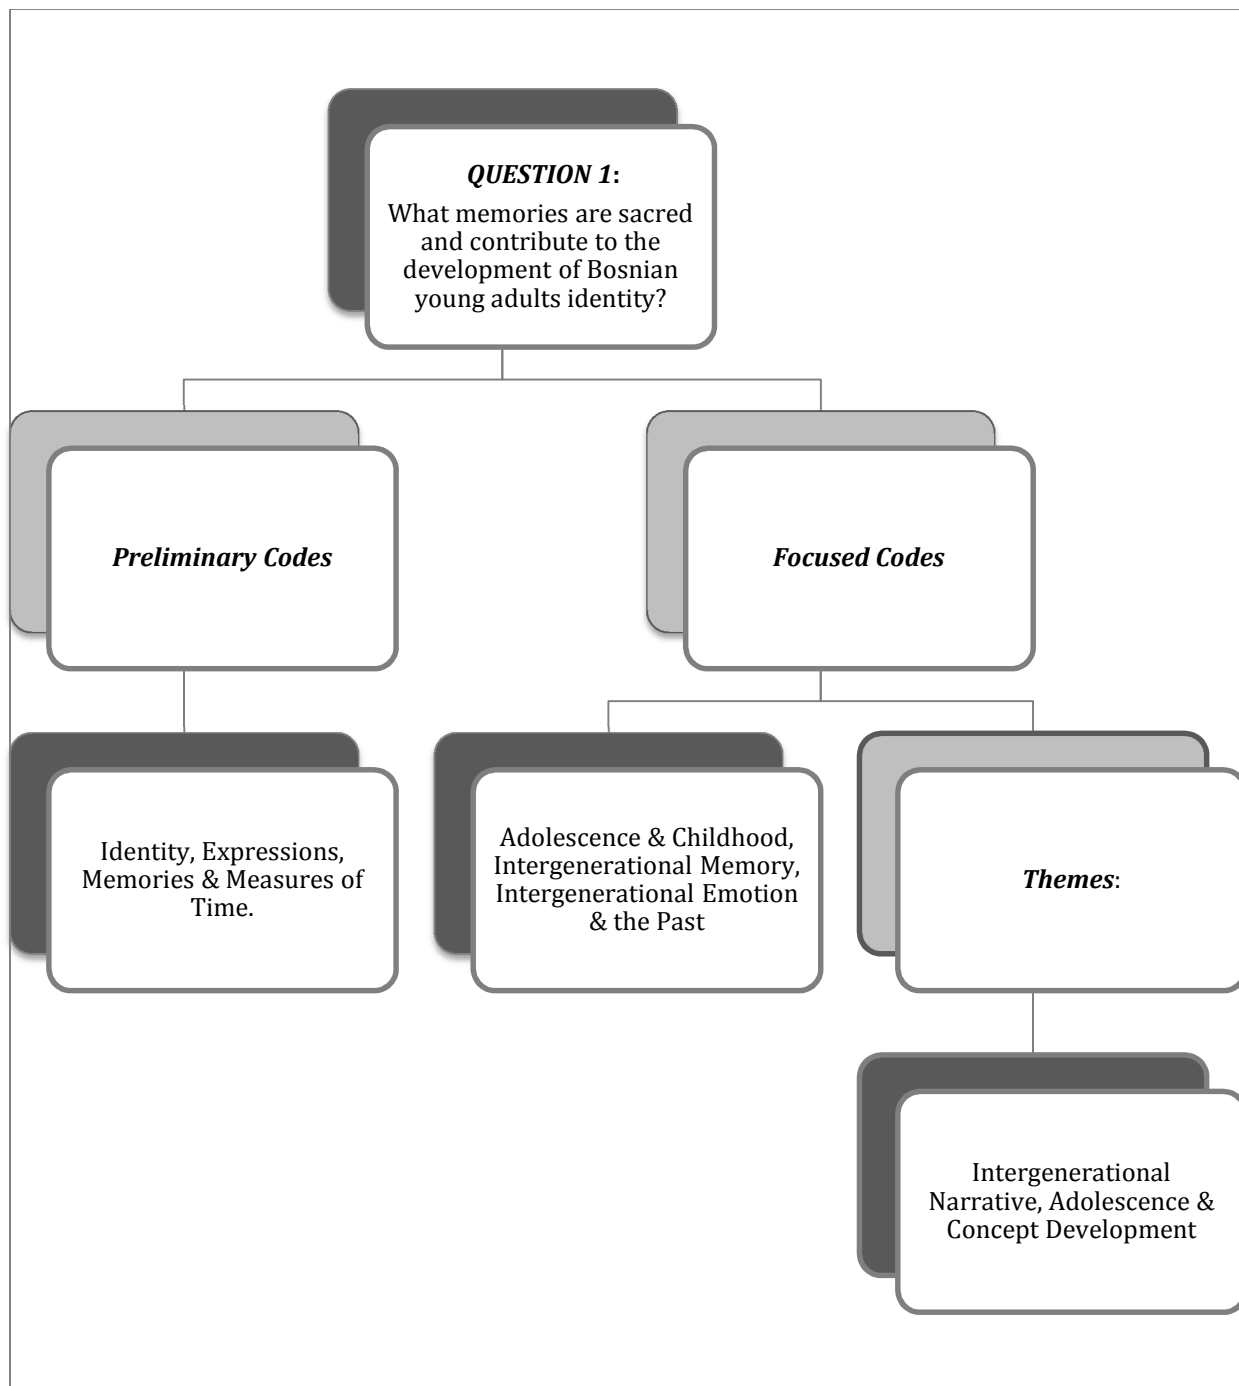 QUESTION 1:
What memories are sacred
and contribute to the
development of Bosnian
young adults identity?
Preliminary Codes
Focused Codes
Identity, Expressions,
Memories & Measures of
Time.
Adolescence & Childhood,
Intergenerational Memory,
Intergenerational Emotion
& the Past
Themes:
Intergenerational
Narrative, Adolescence &
Concept Development